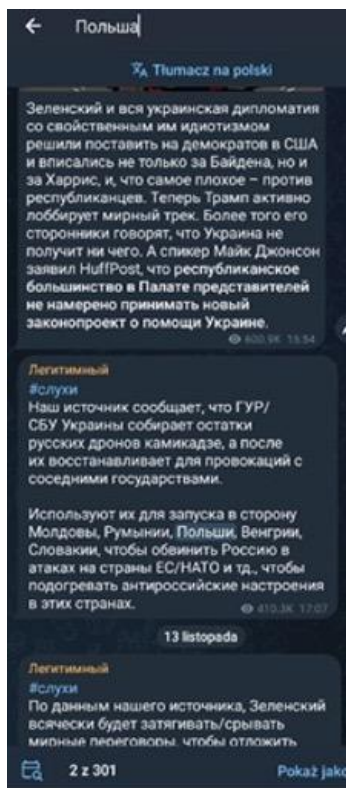 Польша
Tłumacz na polski
Зеленский и вся украинская дипломатия
со свойственным им идиотизмом
решили поставить на демократов в США
и вписались не только за Байдена, но и
за Харрис, и, что самое плохое – против
республиканцев. Теперь Трамп активно
лоббирует мирный трек. Более того его
сторонники говорят, что Украина не
получит ни чего. А спикер Майк Джонсон
заявил HuffPost, что республиканское
большинство в Палате представителей
не намерено принимать новый
законопроект о помощи Украине.
600.9K 15:54
Легитимный
#слухи
Наш источник сообщает, что ГУР/
СБУ Украины собирает остатки
русских дронов камикадзе, а после
их восстанавливает для провокаций с
соседними государствами.
Используют их для запуска в сторону
Молдовы, Румынии, Польши, Венгрии,
Словакии, чтобы обвинить Россию в
атаках на страны ЕС/НАТО и тд., чтобы
подогревать антироссийские настроения
в этих странах.
410.3K 17:07
13 listopada
Легитимный
#слухи
По данным нашего источника, Зеленский
всячески будет затягивать/срывать
мирные переговоры, чтобы отложить
2 z 301
Pokaż jako